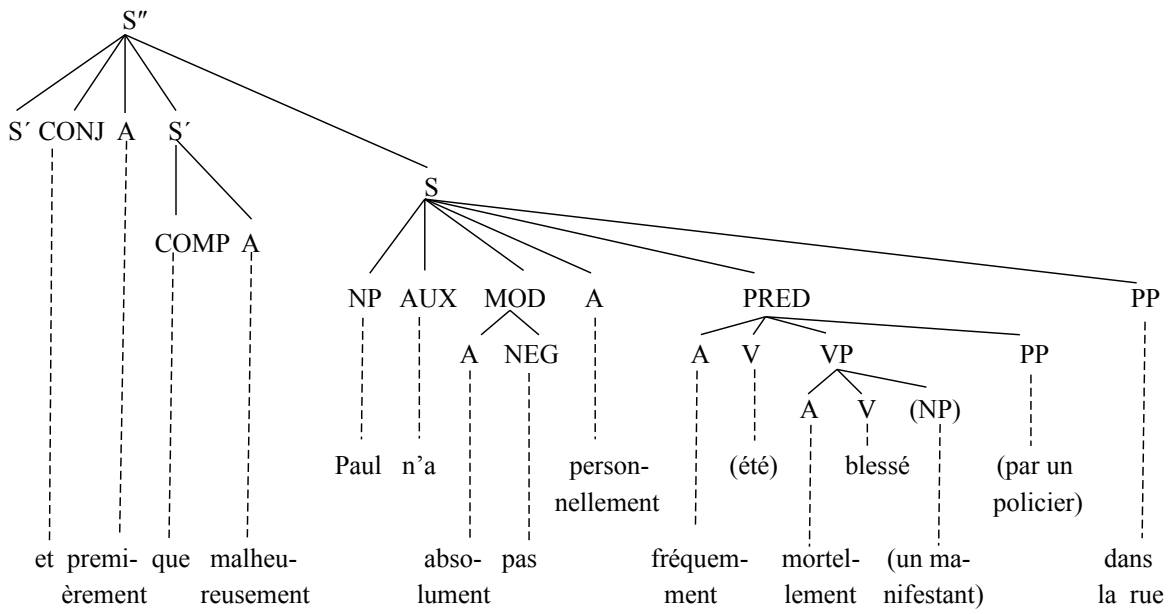 S″
S´ CONJ A S´
S
COMP A
NP AUX MOD A PRED PP
A NEG A V VP PP
A V (NP)
Paul n’a person- (été) blessé (par un
nellement policier)
et premi- que malheu- abso- pas fréquem- mortel- (un ma- dans
èrement reusement lument ment lement nifestant) la rue